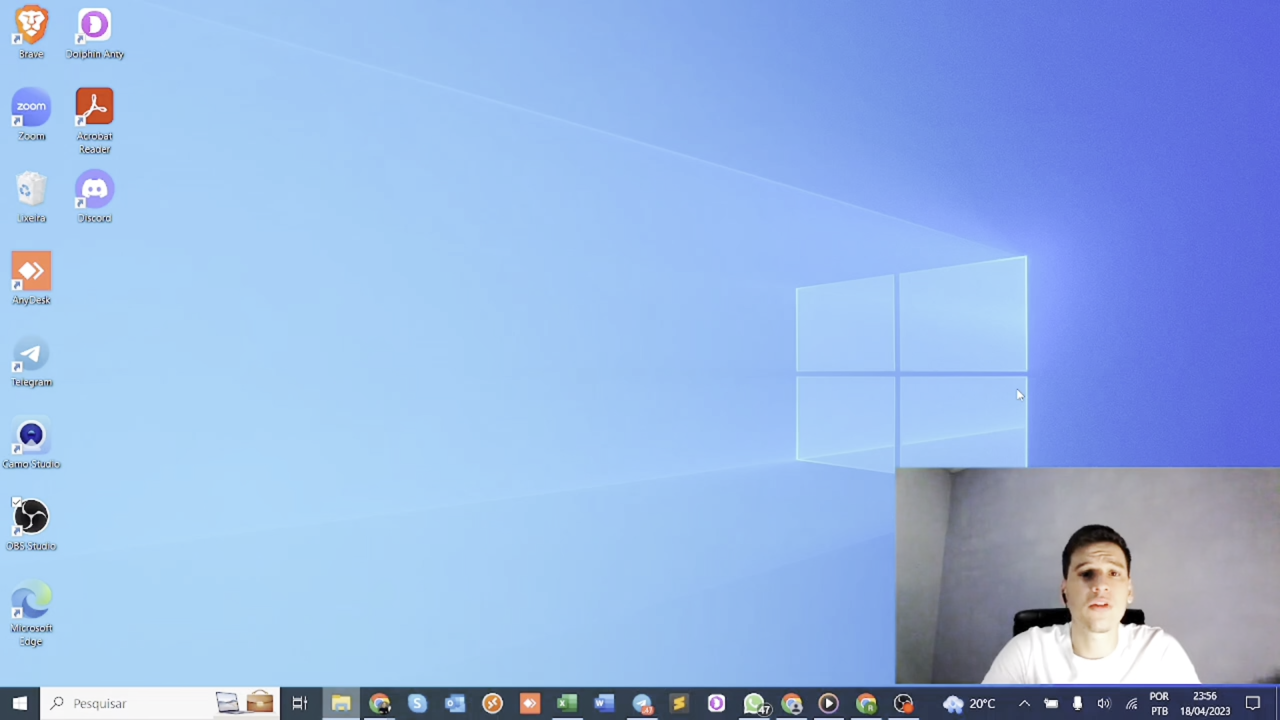 Brave
Dolphin Anty
zoom
Zoom
Acrobat
Reader
Lixeira
Discord
AnyDesk
Telegram
Camo Studio
OBS Studio
Microsoft
Edge
Pesquisar
47
20°C
POR
PTB
23:56
18/04/2023